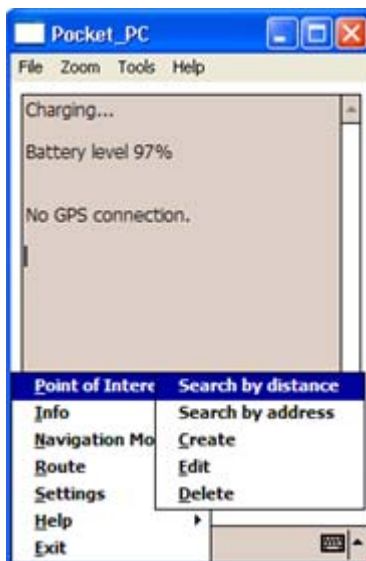 Pocket_PC
File Zoom Tools Help
Charging...
Battery level 97%
No GPS connection.
Point of Intere
Search by distance
Info
Search by address
Navigation Mo
Create
Route
Edit
Settings
Delete
Help
Exit